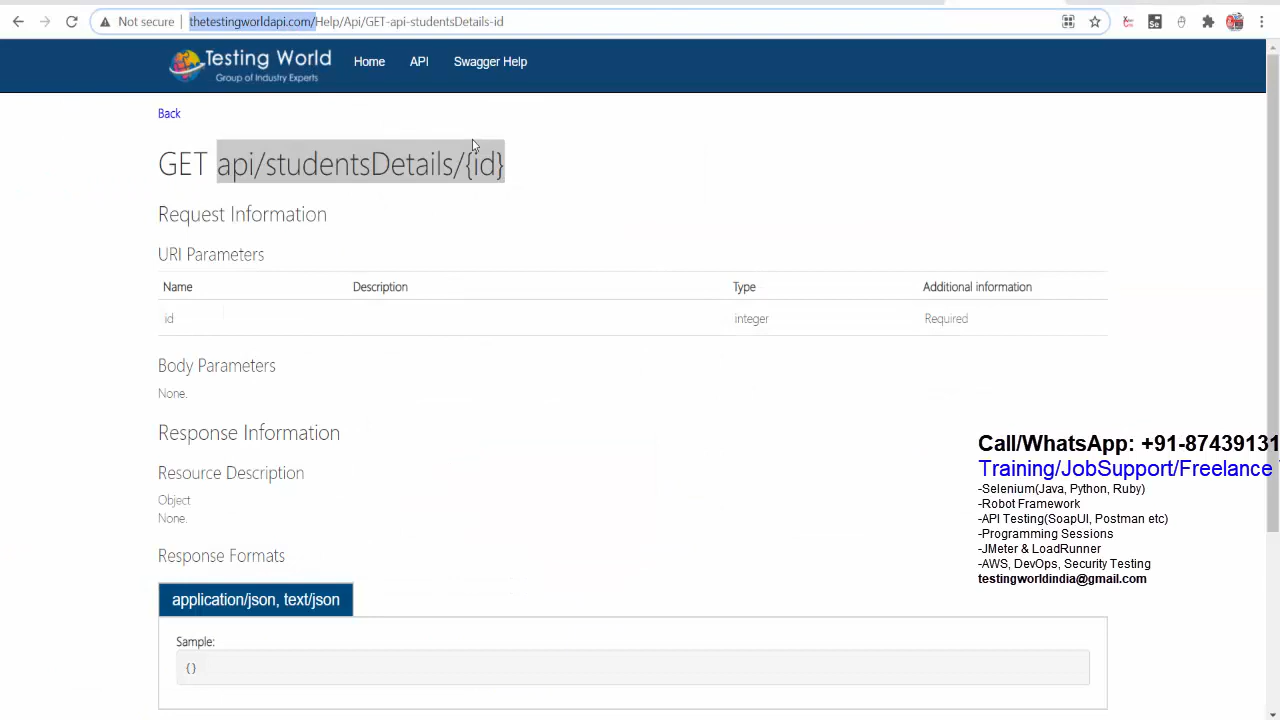 Not secure | thetestingworldapi.com/Help/Api/GET-api-studentsDetails-id
Testing World
Group of Industry Experts
Home API Swagger Help
Back
GET api/studentsDetails/{id}
Request Information
URI Parameters
Name Description Type Additional information
id integer Required
Body Parameters
None.
Response Information
Resource Description
Object
None.
Response Formats
application/json, text/json
Sample:
{}
Call/WhatsApp: +91-87439131
Training/JobSupport/Freelance
-Selenium(Java, Python, Ruby)
-Robot Framework
-API Testing(SoapUI, Postman etc)
-Programming Sessions
-JMeter & LoadRunner
-AWS, DevOps, Security Testing
testingworldindia@gmail.com